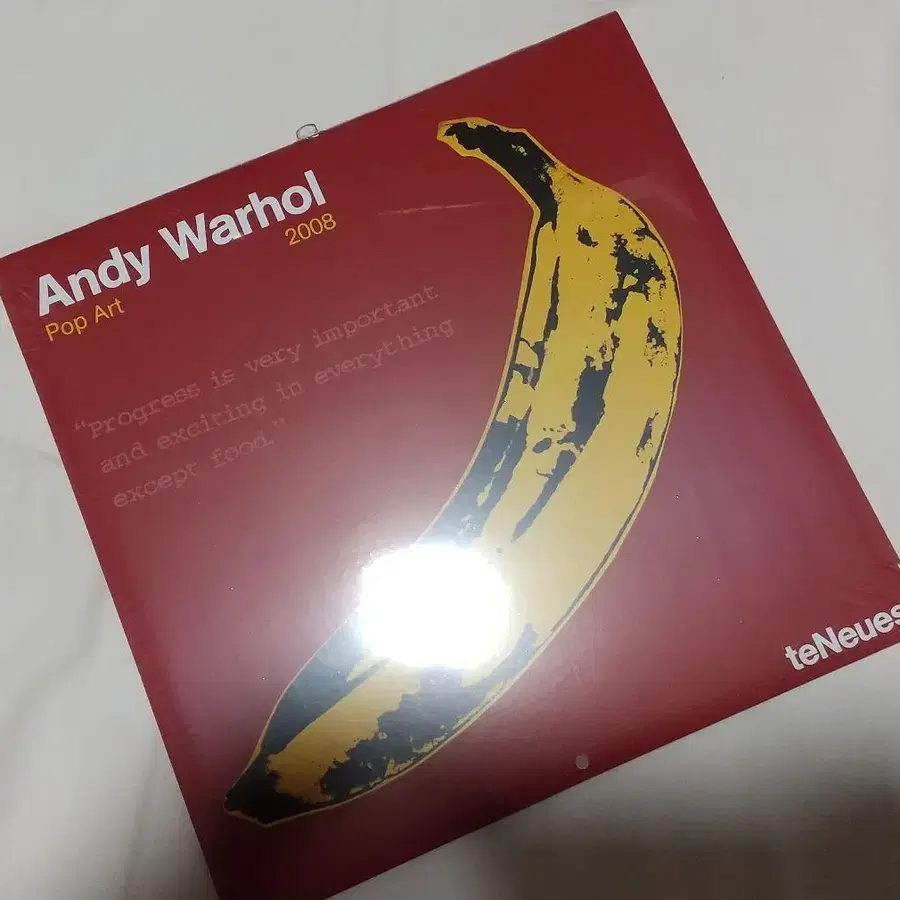 Andy Warhol
2008
Pop Art
“Progress is very important
and exciting in everything
except food.”
teNeues